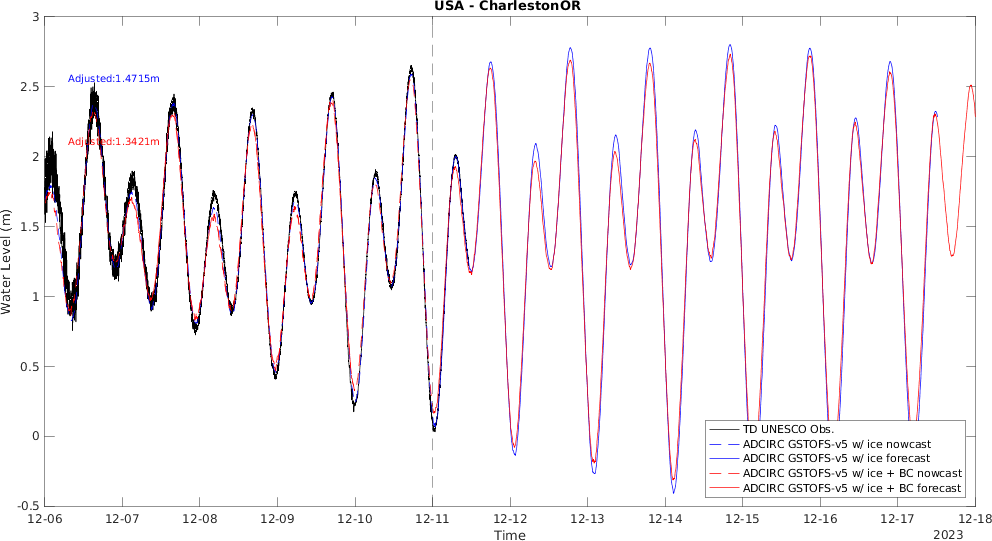 USA - CharlestonOR
3
2.5
2
1.5
1
0.5
0
-0.5
Water Level (m)
Adjusted:1.4715m
Adjusted:1.3421m
TD UNESCO Obs.
ADCIRC GSTOFS-v5 w/ ice nowcast
ADCIRC GSTOFS-v5 w/ ice forecast
ADCIRC GSTOFS-v5 w/ ice + BC nowcast
ADCIRC GSTOFS-v5 w/ ice + BC forecast
12-06 12-07 12-08 12-09 12-10 12-11 12-12 12-13 12-14 12-15 12-16 12-17 12-18
Time
2023